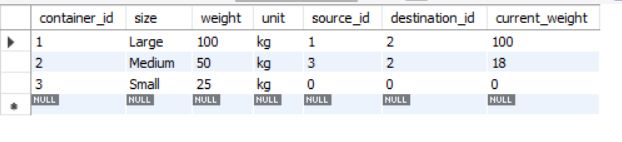 container_id size weight unit source_id destination_id current_weight
1 Large 100 kg 1 2 100
2 Medium 50 kg 3 2 18
3 Small 25 kg 0 0 0
NULL NULL NULL NULL NULL NULL NULL